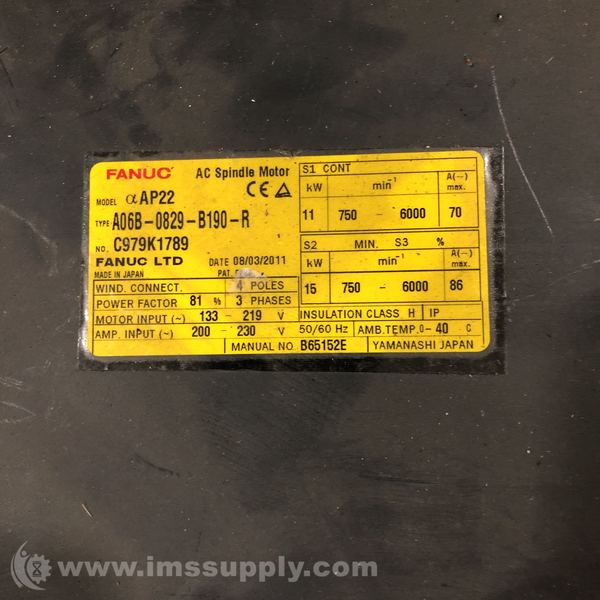 FANUC AC Spindle Motor
CE
MODEL αAP22
TYPE A06B-0829-B190-R
NO. C979K1789
FANUC LTD DATE 08/03/2011
MADE IN JAPAN PAT.
WIND. CONNECT. 4 POLES
POWER FACTOR 81 % 3 PHASES
MOTOR INPUT (~) 133 - 219 V
AMP. INPUT (~) 200 - 230 V
S1 CONT
kW min⁻¹ A(~) max.
11 750 - 6000 70
S2 MIN. S3 %
kW min⁻¹ A(~) max.
15 750 - 6000 86
INSULATION CLASS H IP
50/60 Hz AMB.TEMP.0-40 C
MANUAL NO. B65152E YAMANASHI JAPAN
www.imssupply.com